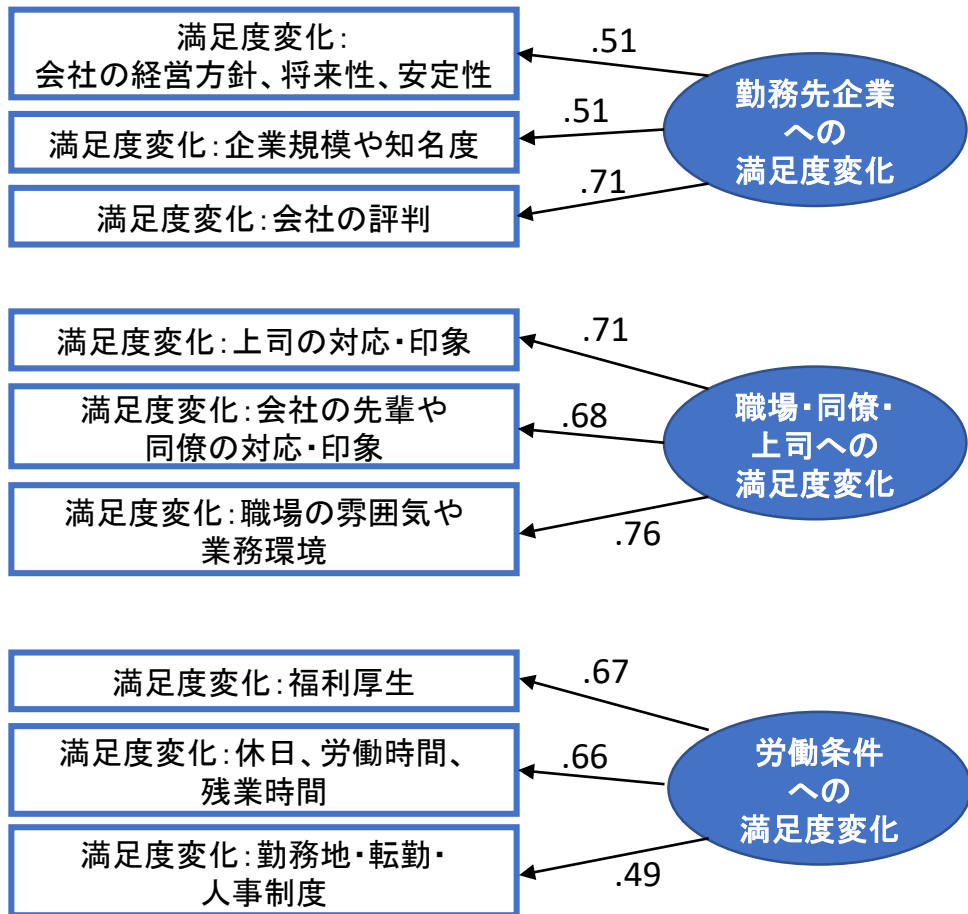 満足度変化：
会社の経営方針、将来性、安定性
.51
勤務先企業
への
満足度変化
満足度変化：企業規模や知名度
.51
満足度変化：会社の評判
.71
満足度変化：上司の対応・印象
.71
職場・同僚・
上司への
満足度変化
満足度変化：会社の先輩や
同僚の対応・印象
.68
満足度変化：職場の雰囲気や
業務環境
.76
満足度変化：福利厚生
.67
労働条件
への
満足度変化
満足度変化：休日、労働時間、
残業時間
.66
満足度変化：勤務地・転勤・
人事制度
.49